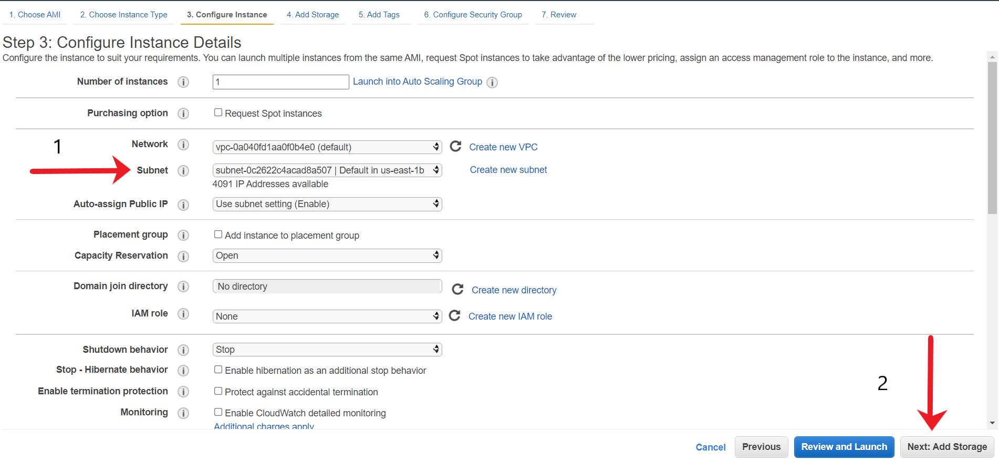 1. Choose AMI 2. Choose Instance Type 3. Configure Instance 4. Add Storage 5. Add Tags 6. Configure Security Group 7. Review
Step 3: Configure Instance Details
Configure the instance to suit your requirements. You can launch multiple instances from the same AMI, request Spot instances to take advantage of the lower pricing, assign an access management role to the instance, and more.
Number of instances i 1 Launch into Auto Scaling Group i
Purchasing option i Request Spot instances
1
Network i vpc-0a040fd1aa0f0b4e0 (default) Create new VPC
Subnet i subnet-0c2622c4acad8a507 | Default in us-east-1b Create new subnet
4091 IP Addresses available
Auto-assign Public IP i Use subnet setting (Enable)
Placement group i Add instance to placement group
Capacity Reservation i Open
Domain join directory i No directory Create new directory
IAM role i None Create new IAM role
Shutdown behavior i Stop
Stop - Hibernate behavior i Enable hibernation as an additional stop behavior
2
Enable termination protection i Protect against accidental termination
Monitoring i Enable CloudWatch detailed monitoring
Additional charges apply
Cancel Previous Review and Launch Next: Add Storage